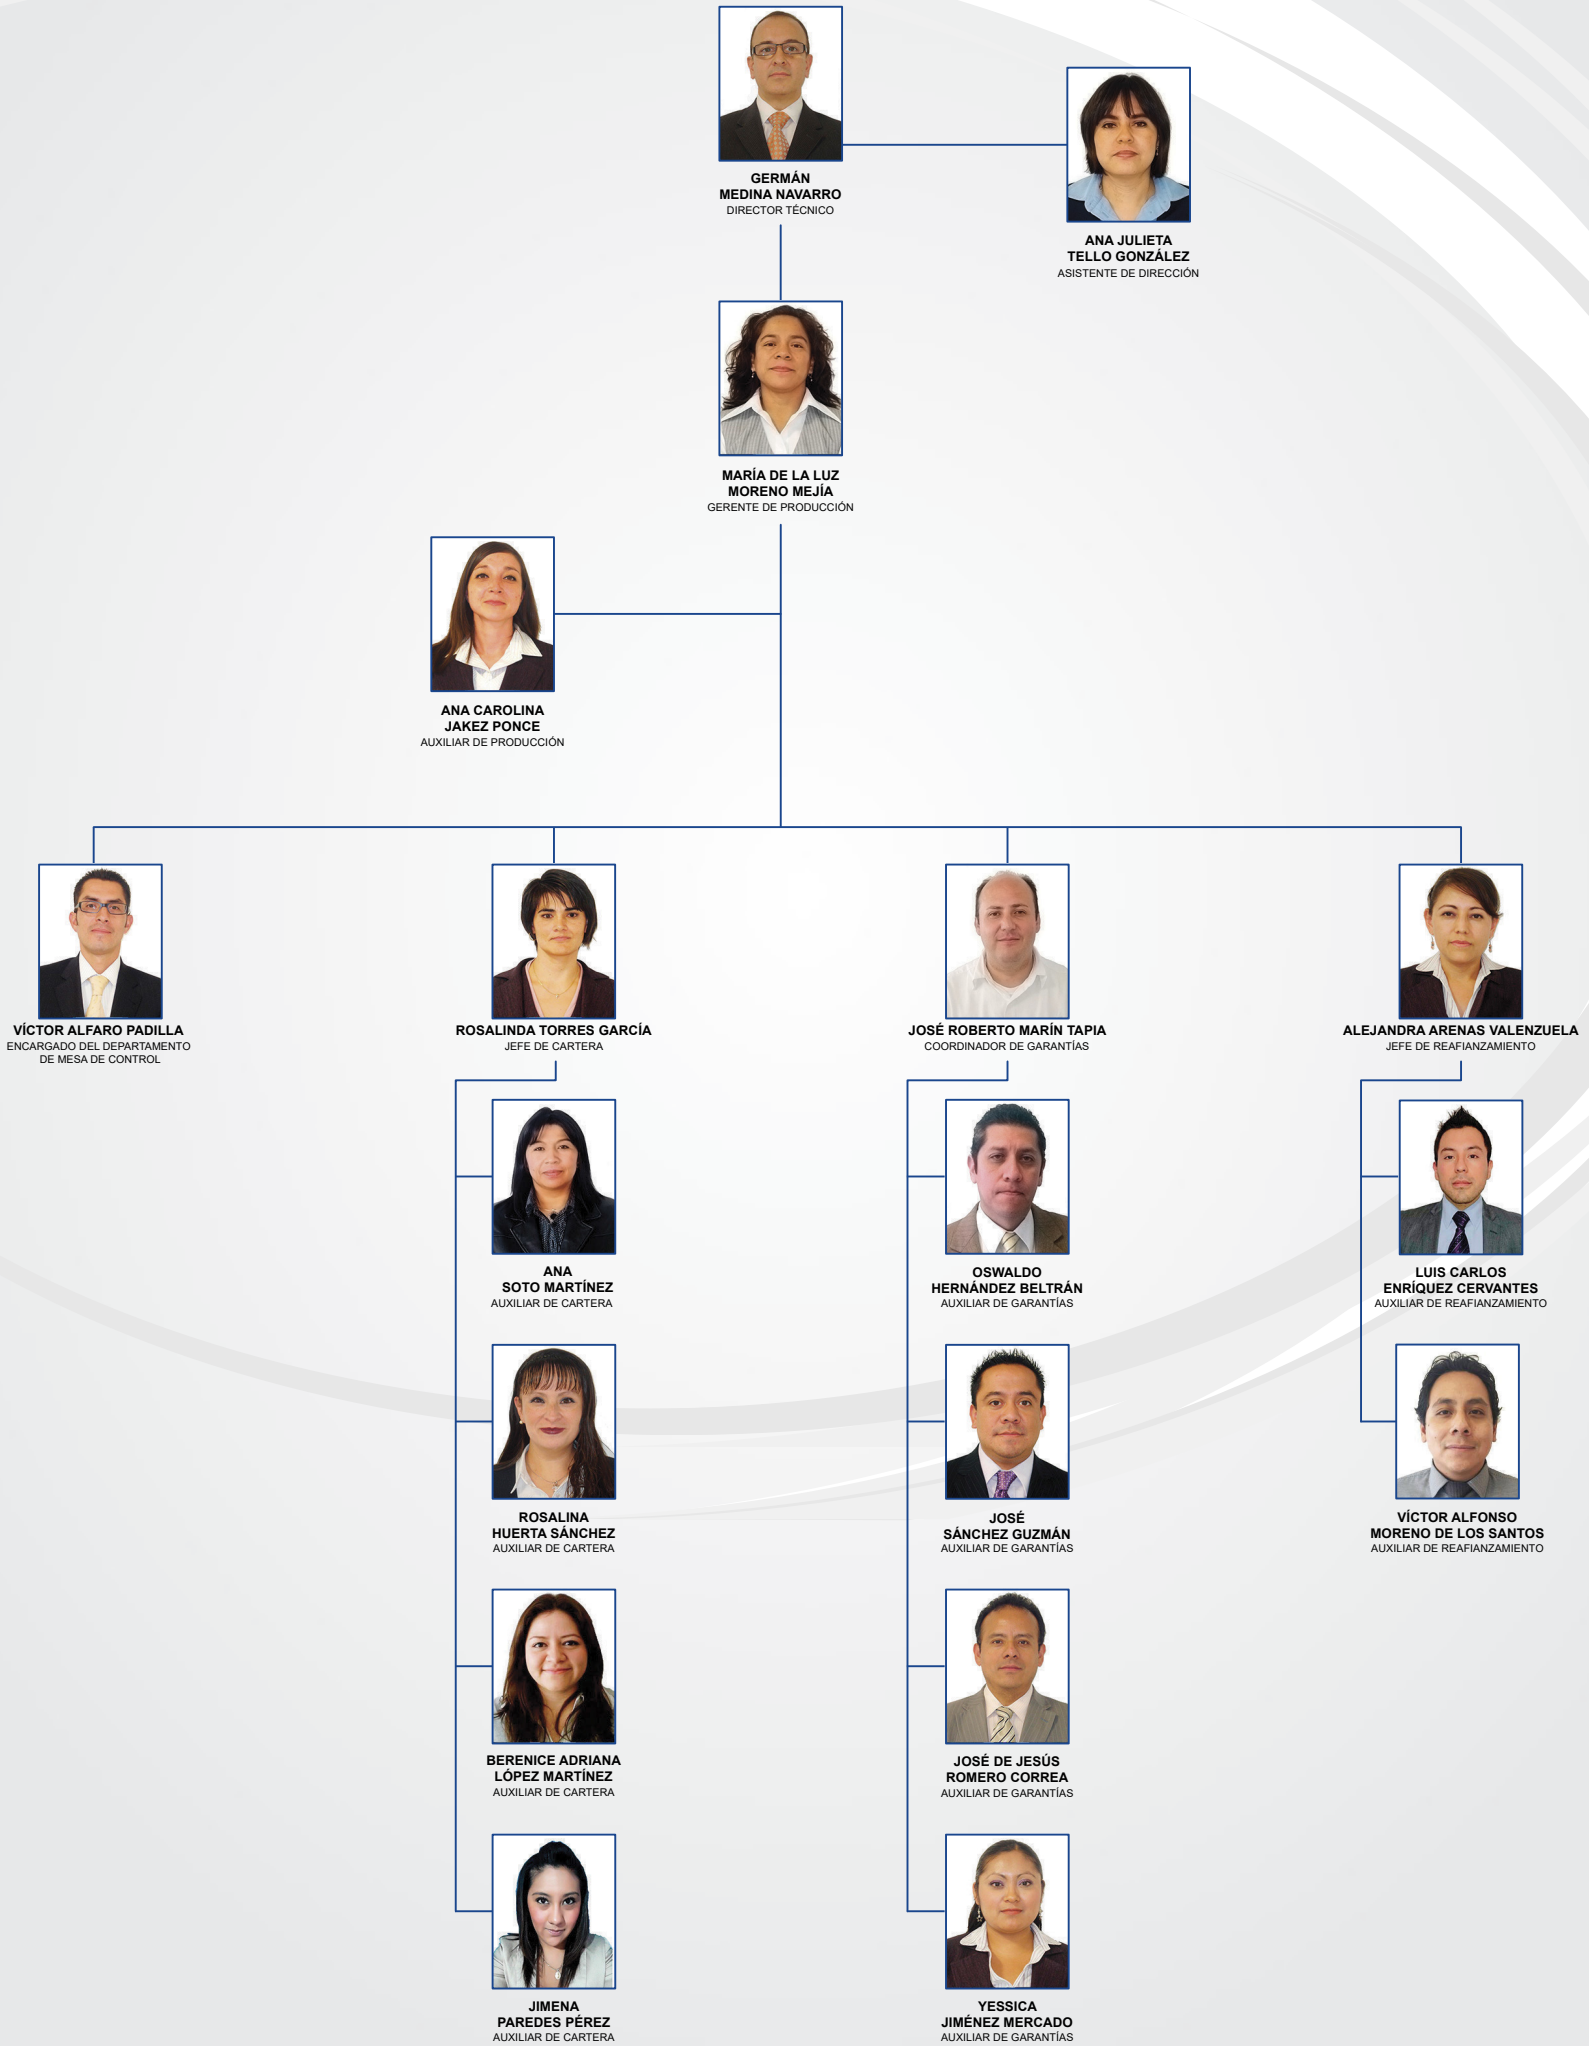 GERMÁN
MEDINA NAVARRO
DIRECTOR TÉCNICO
ANA JULIETA
TELLO GONZÁLEZ
ASISTENTE DE DIRECCIÓN
MARÍA DE LA LUZ
MORENO MEJÍA
GERENTE DE PRODUCCIÓN
ANA CAROLINA
JAKEZ PONCE
AUXILIAR DE PRODUCCIÓN
VÍCTOR ALFARO PADILLA
ENCARGADO DEL DEPARTAMENTO
DE MESA DE CONTROL
ROSALINDA TORRES GARCÍA
JEFE DE CARTERA
JOSÉ ROBERTO MARÍN TAPIA
COORDINADOR DE GARANTÍAS
ALEJANDRA ARENAS VALENZUELA
JEFE DE REAFIANZAMIENTO
ANA
SOTO MARTÍNEZ
AUXILIAR DE CARTERA
OSWALDO
HERNÁNDEZ BELTRÁN
AUXILIAR DE GARANTÍAS
LUIS CARLOS
ENRÍQUEZ CERVANTES
AUXILIAR DE REAFIANZAMIENTO
ROSALINA
HUERTA SÁNCHEZ
AUXILIAR DE CARTERA
JOSÉ
SÁNCHEZ GUZMÁN
AUXILIAR DE GARANTÍAS
VÍCTOR ALFONSO
MORENO DE LOS SANTOS
AUXILIAR DE REAFIANZAMIENTO
BERENICE ADRIANA
LÓPEZ MARTÍNEZ
AUXILIAR DE CARTERA
JOSÉ DE JESÚS
ROMERO CORREA
AUXILIAR DE GARANTÍAS
JIMENA
PAREDES PÉREZ
AUXILIAR DE CARTERA
YESSICA
JIMÉNEZ MERCADO
AUXILIAR DE GARANTÍAS